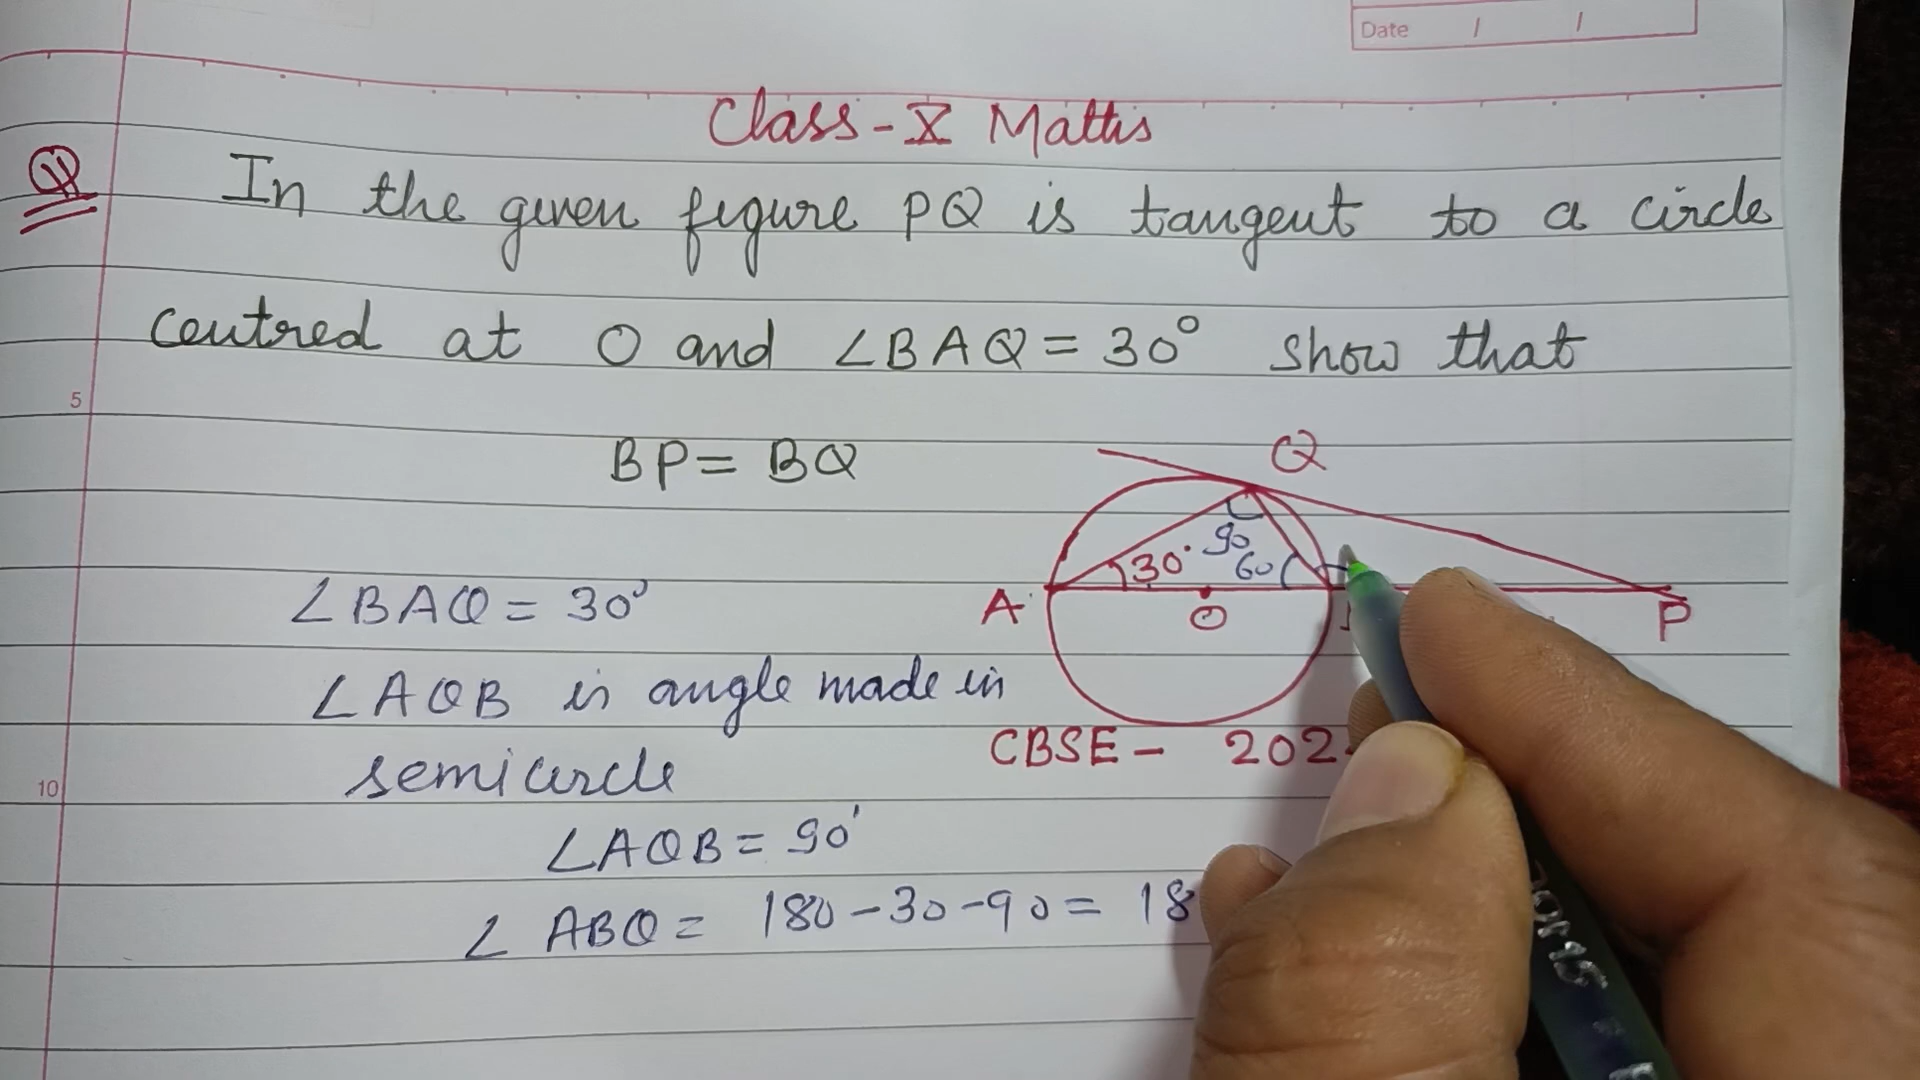 Date / /
Class - X Maths
Q In the given figure PQ is tangent to a circle
centred at O and ∠BAQ = 30° show that
5
BP = BQ
Q
90
30° 60
A O P
∠BAQ = 30°
∠AQB is angle made in
CBSE - 202
semicircle
10
∠AQB = 90°
∠ABQ = 180 - 30 - 90 = 18